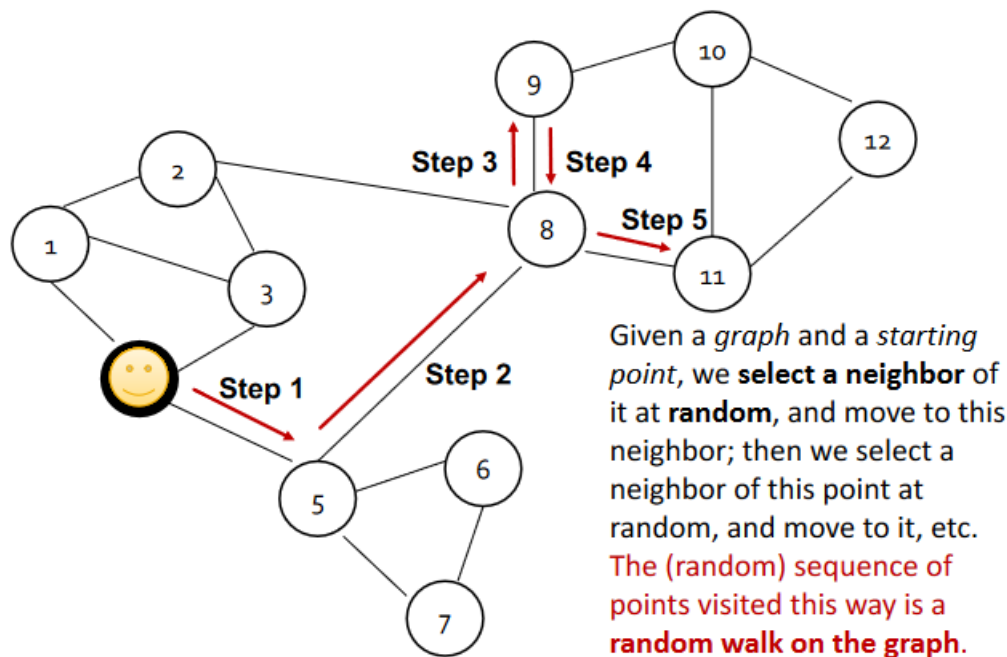 10
9
12
Step 3
Step 4
2
8
Step 5
1
11
3
Given a graph and a starting
point, we select a neighbor of
it at random, and move to this
neighbor; then we select a
neighbor of this point at
random, and move to it, etc.
The (random) sequence of
points visited this way is a
random walk on the graph.
Step 1
Step 2
6
5
7